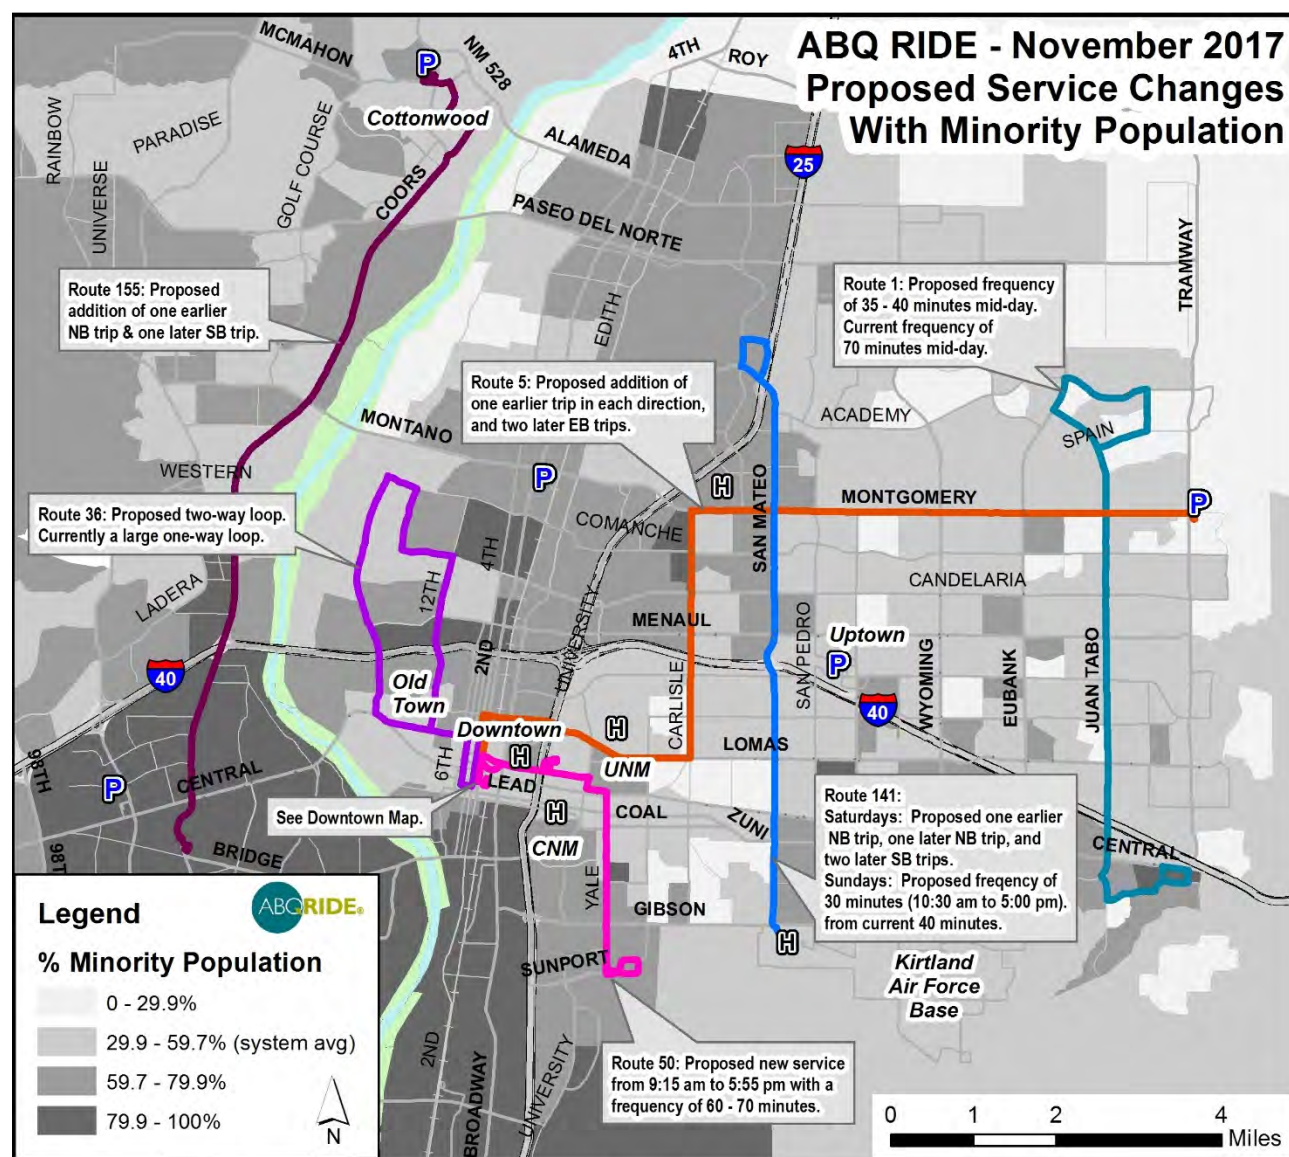 ABQ RIDE - November 2017
Proposed Service Changes
With Minority Population
MCMAHON
NM 528
4TH
ROY
P
Cottonwood
RAINBOW
PARADISE
UNIVERSE
GOLF COURSE
COORS
ALAMEDA
25
PASEO DEL NORTE
TRAMWAY
EDITH
Route 155: Proposed
addition of one earlier
NB trip & one later SB trip.
Route 1: Proposed frequency
of 35 - 40 minutes mid-day.
Current frequency of
70 minutes mid-day.
Route 5: Proposed addition of
one earlier trip in each direction,
and two later EB trips.
MONTANO
ACADEMY
SPAIN
WESTERN
P
H
SAN MATEO
MONTGOMERY
P
Route 36: Proposed two-way loop.
Currently a large one-way loop.
COMANCHE
4TH
12TH
LADERA
UNIVERSITY
CANDELARIA
MENAUL
2ND
CARLISLE
SAN PEDRO
Uptown
P
40
Old
Town
WYOMING
EUBANK
JUAN TABO
40
Downtown
H
H
LOMAS
UNM
98TH
CENTRAL
6TH
P
LEAD
See Downtown Map.
H
COAL
ZUNI
CNM
BRIDGE
98T
CENTRAL
Route 141:
Saturdays: Proposed one earlier
NB trip, one later NB trip, and
two later SB trips.
Sundays: Proposed freqency of
30 minutes (10:30 am to 5:00 pm).
from current 40 minutes.
YALE
GIBSON
H
SUNPORT
Kirtland
Air Force
Base
Legend
ABQRIDE®
% Minority Population
0 - 29.9%
29.9 - 59.7% (system avg)
59.7 - 79.9%
79.9 - 100%
N
2ND
BROADWAY
UNIVERSITY
Route 50: Proposed new service
from 9:15 am to 5:55 pm with a
frequency of 60 - 70 minutes.
0 1 2 4
Miles